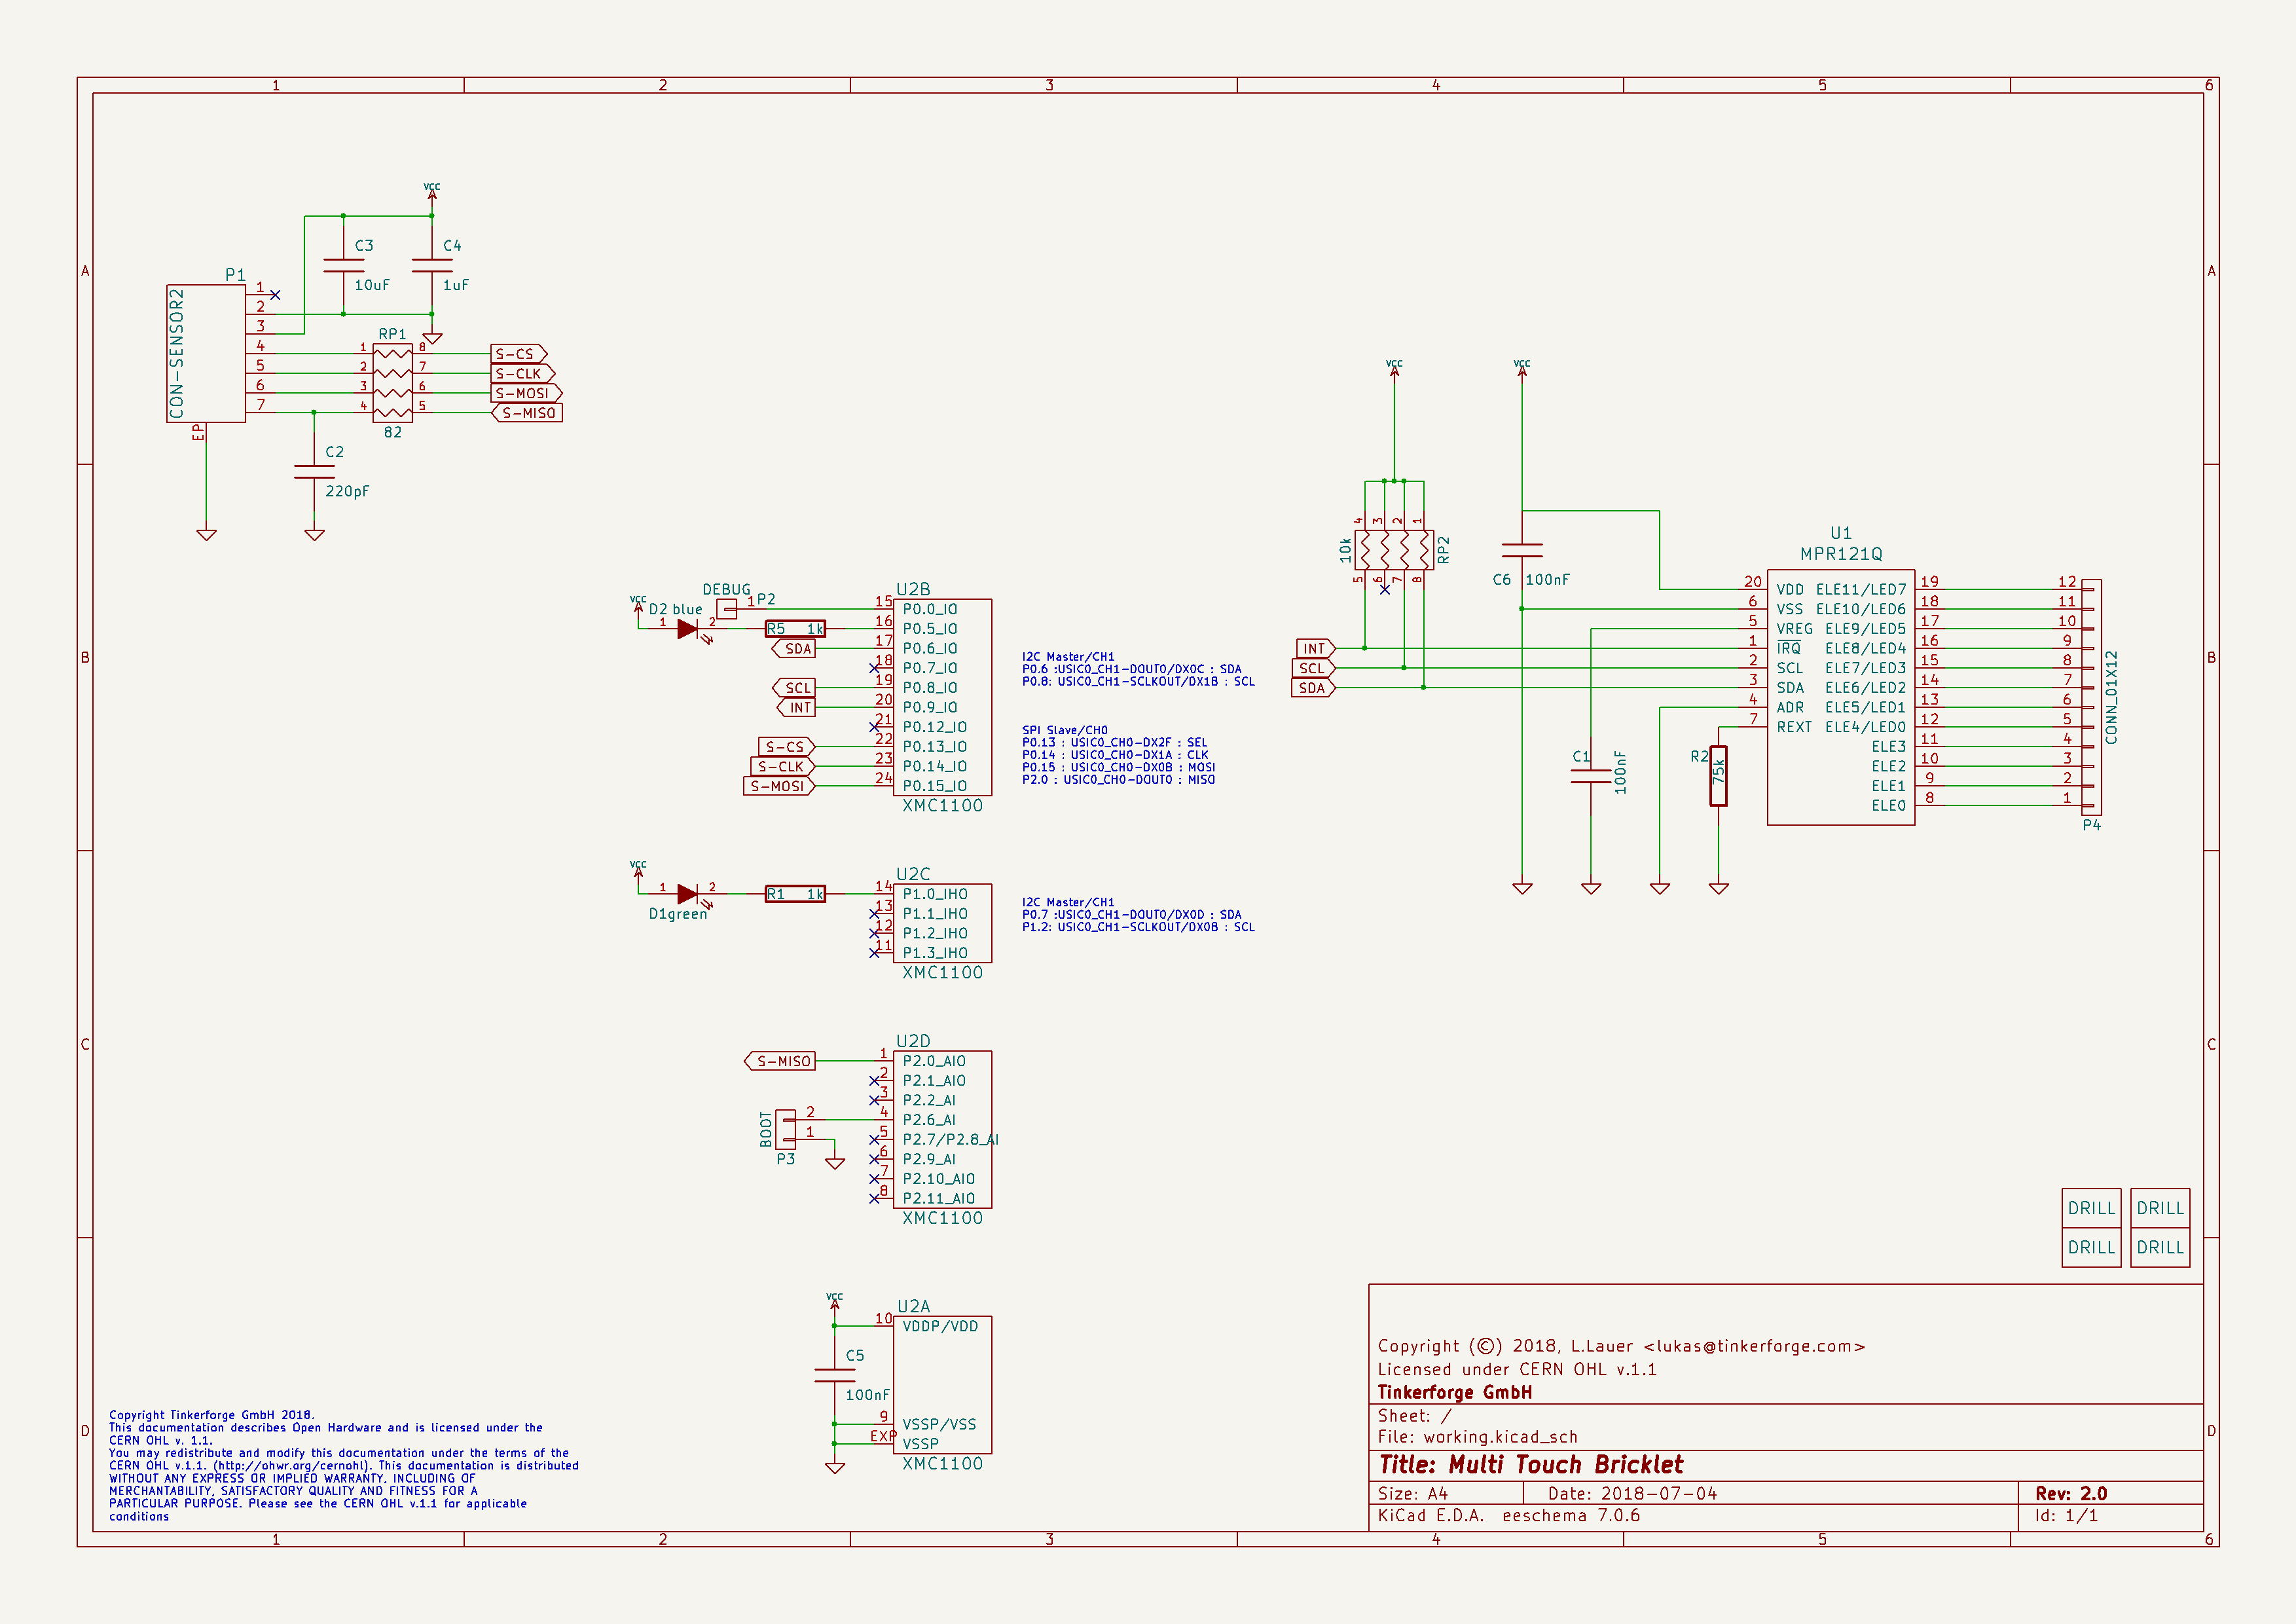 1 2 3 4 5 6
A
B
C
D
A
B
C
D
1 2 3 4 5 6
VCC
C3
10uF
C4
1uF
P1
CON-SENSOR2
1
2
3
4
5
6
7
EP
RP1
1 8
2 7
3 6
4 5
82
S-CS
S-CLK
S-MOSI
S-MISO
C2
220pF
VCC
D2 blue
1 2
DEBUG
1 P2
R5 1k
SDA
SCL
INT
S-CS
S-CLK
S-MOSI
U2B
15 P0.0_IO
16 P0.5_IO
17 P0.6_IO
18 P0.7_IO
19 P0.8_IO
20 P0.9_IO
21 P0.12_IO
22 P0.13_IO
23 P0.14_IO
24 P0.15_IO
XMC1100
I2C Master/CH1
P0.6 :USIC0_CH1-DOUT0/DX0C : SDA
P0.8: USIC0_CH1-SCLKOUT/DX1B : SCL
SPI Slave/CH0
P0.13 : USIC0_CH0-DX2F : SEL
P0.14 : USIC0_CH0-DX1A : CLK
P0.15 : USIC0_CH0-DX0B : MOSI
P2.0 : USIC0_CH0-DOUT0 : MISO
VCC
1 2
D1green
R1 1k
U2C
14 P1.0_IHO
13 P1.1_IHO
12 P1.2_IHO
11 P1.3_IHO
XMC1100
I2C Master/CH1
P0.7 :USIC0_CH1-DOUT0/DX0D : SDA
P1.2: USIC0_CH1-SCLKOUT/DX0B : SCL
S-MISO
BOOT
2
1
P3
U2D
1 P2.0_AIO
2 P2.1_AIO
3 P2.2_AI
4 P2.6_AI
5 P2.7/P2.8_AI
6 P2.9_AI
7 P2.10_AIO
8 P2.11_AIO
XMC1100
VCC
C5
100nF
U2A
10 VDDP/VDD
9 VSSP/VSS
EXP VSSP
XMC1100
VCC
VCC
4 3 2 1
10k
RP2
5 6 7 8
C6 100nF
INT
SCL
SDA
C1
100nF
R2
75k
U1
MPR121Q
20 VDD ELE11/LED7 19
6 VSS ELE10/LED6 18
5 VREG ELE9/LED5 17
1 IRQ ELE8/LED4 16
2 SCL ELE7/LED3 15
3 SDA ELE6/LED2 14
4 ADR ELE5/LED1 13
7 REXT ELE4/LED0 12
ELE3 11
ELE2 10
ELE1 9
ELE0 8
12
11
10
9
8
7
6
5
4
3
2
1
CONN_01X12
P4
DRILL DRILL
DRILL DRILL
Copyright Tinkerforge GmbH 2018.
This documentation describes Open Hardware and is licensed under the
CERN OHL v. 1.1.
You may redistribute and modify this documentation under the terms of the
CERN OHL v.1.1. (http://ohwr.org/cernohl). This documentation is distributed
WITHOUT ANY EXPRESS OR IMPLIED WARRANTY, INCLUDING OF
MERCHANTABILITY, SATISFACTORY QUALITY AND FITNESS FOR A
PARTICULAR PURPOSE. Please see the CERN OHL v.1.1 for applicable
conditions
Copyright (©) 2018, L.Lauer <lukas@tinkerforge.com>
Licensed under CERN OHL v.1.1
Tinkerforge GmbH
Sheet: /
File: working.kicad_sch
Title: Multi Touch Bricklet
Size: A4 Date: 2018-07-04 Rev: 2.0
KiCad E.D.A. eeschema 7.0.6 Id: 1/1